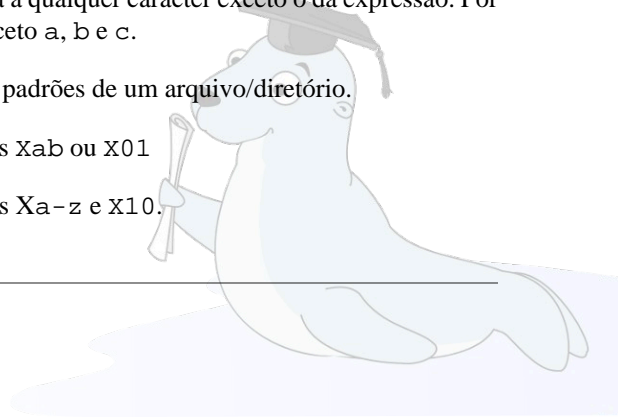 a a qualquer caracter exceto o da expressão. Por
ceto a, b e c.
padrões de um arquivo/diretório.
s Xab ou X01
s Xa-z e X10.